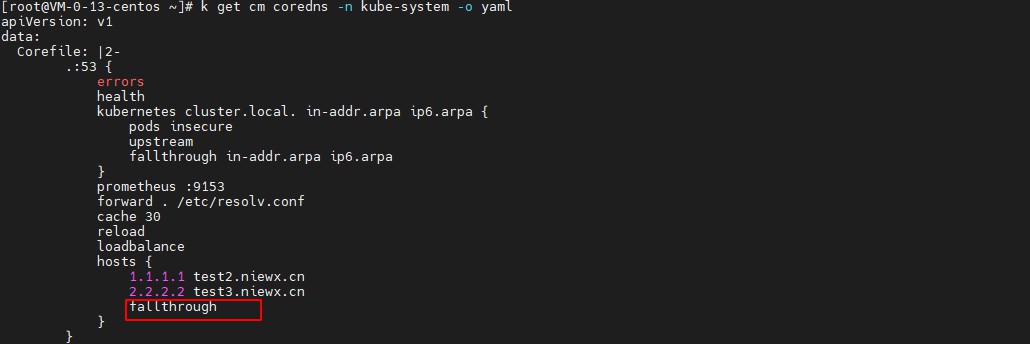 [root@VM-0-13-centos ~]# k get cm coredns -n kube-system -o yaml
apiVersion: v1
data:
  Corefile: |2-
        .:53 {
            errors
            health
            kubernetes cluster.local. in-addr.arpa ip6.arpa {
                pods insecure
                upstream
                fallthrough in-addr.arpa ip6.arpa
            }
            prometheus :9153
            forward . /etc/resolv.conf
            cache 30
            reload
            loadbalance
            hosts {
                1.1.1.1 test2.niewx.cn
                2.2.2.2 test3.niewx.cn
                fallthrough
            }
        }